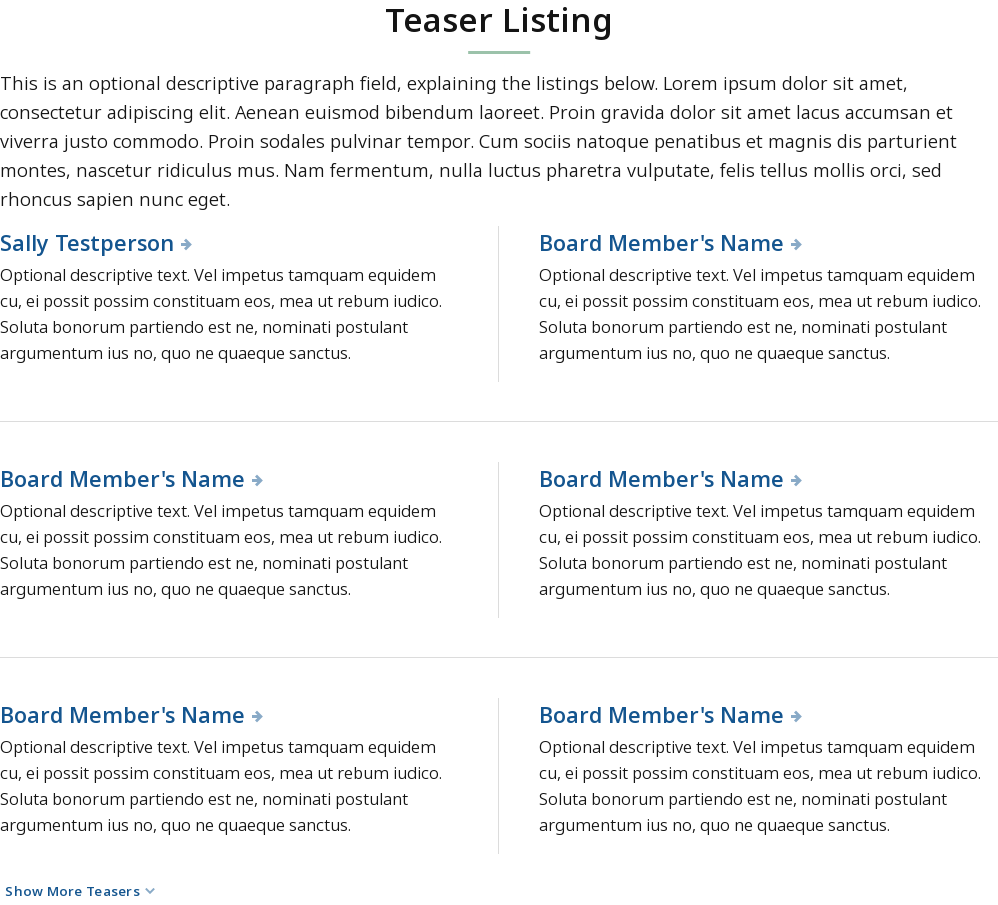 Teaser Listing
This is an optional descriptive paragraph field, explaining the listings below. Lorem ipsum dolor sit amet,
consectetur adipiscing elit. Aenean euismod bibendum laoreet. Proin gravida dolor sit amet lacus accumsan et
viverra justo commodo. Proin sodales pulvinar tempor. Cum sociis natoque penatibus et magnis dis parturient
montes, nascetur ridiculus mus. Nam fermentum, nulla luctus pharetra vulputate, felis tellus mollis orci, sed
rhoncus sapien nunc eget.
Sally Testperson
Optional descriptive text. Vel impetus tamquam equidem
cu, ei possit possim constituam eos, mea ut rebum iudico.
Soluta bonorum partiendo est ne, nominati postulant
argumentum ius no, quo ne quaeque sanctus.
Board Member's Name
Optional descriptive text. Vel impetus tamquam equidem
cu, ei possit possim constituam eos, mea ut rebum iudico.
Soluta bonorum partiendo est ne, nominati postulant
argumentum ius no, quo ne quaeque sanctus.
Board Member's Name
Optional descriptive text. Vel impetus tamquam equidem
cu, ei possit possim constituam eos, mea ut rebum iudico.
Soluta bonorum partiendo est ne, nominati postulant
argumentum ius no, quo ne quaeque sanctus.
Board Member's Name
Optional descriptive text. Vel impetus tamquam equidem
cu, ei possit possim constituam eos, mea ut rebum iudico.
Soluta bonorum partiendo est ne, nominati postulant
argumentum ius no, quo ne quaeque sanctus.
Board Member's Name
Optional descriptive text. Vel impetus tamquam equidem
cu, ei possit possim constituam eos, mea ut rebum iudico.
Soluta bonorum partiendo est ne, nominati postulant
argumentum ius no, quo ne quaeque sanctus.
Board Member's Name
Optional descriptive text. Vel impetus tamquam equidem
cu, ei possit possim constituam eos, mea ut rebum iudico.
Soluta bonorum partiendo est ne, nominati postulant
argumentum ius no, quo ne quaeque sanctus.
Show More Teasers